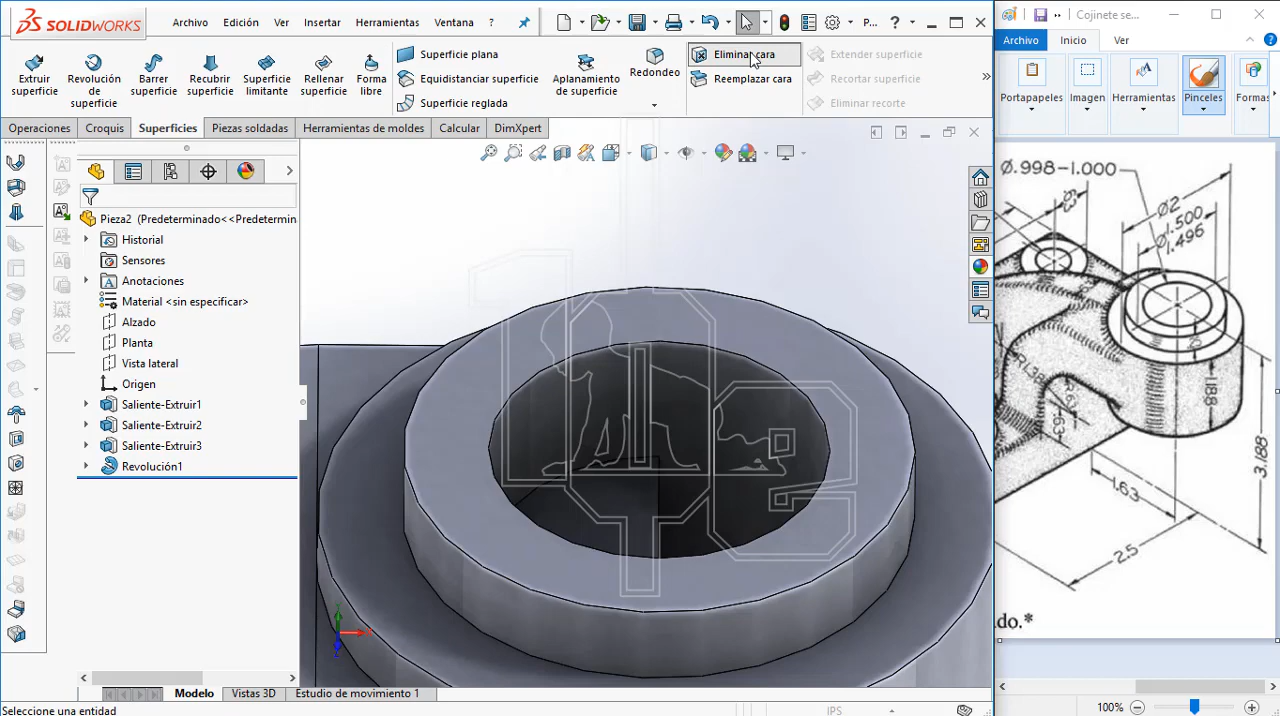 SOLIDWORKS
Archivo Edición Ver Insertar Herramientas Ventana ?
P... ?
Extruir superficie
Revolución de superficie
Barrer superficie
Recubrir superficie
Superficie limitante
Rellenar superficie
Forma libre
Superficie plana
Equidistanciar superficie
Superficie reglada
Aplanamiento de superficie
Redondeo
Eliminar cara
Reemplazar cara
Extender superficie
Recortar superficie
Eliminar recorte
Operaciones Croquis Superficies Piezas soldadas Herramientas de moldes Calcular DimXpert
Pieza2 (Predeterminado<<Predetermin
Historial
Sensores
Anotaciones
Material <sin especificar>
Alzado
Planta
Vista lateral
Origen
Saliente-Extruir1
Saliente-Extruir2
Saliente-Extruir3
Revolución1
Modelo Vistas 3D Estudio de movimiento 1
Seleccione una entidad
IPS
Cojinete se...
Archivo Inicio Ver
Portapapeles
Imagen
Herramientas
Pinceles
Formas
Ø.998-1.000
.63
Ø2
Ø1.500
1.496
R.38
.63
.63
1.88
3.188
1.63
2.5
do.*
100%